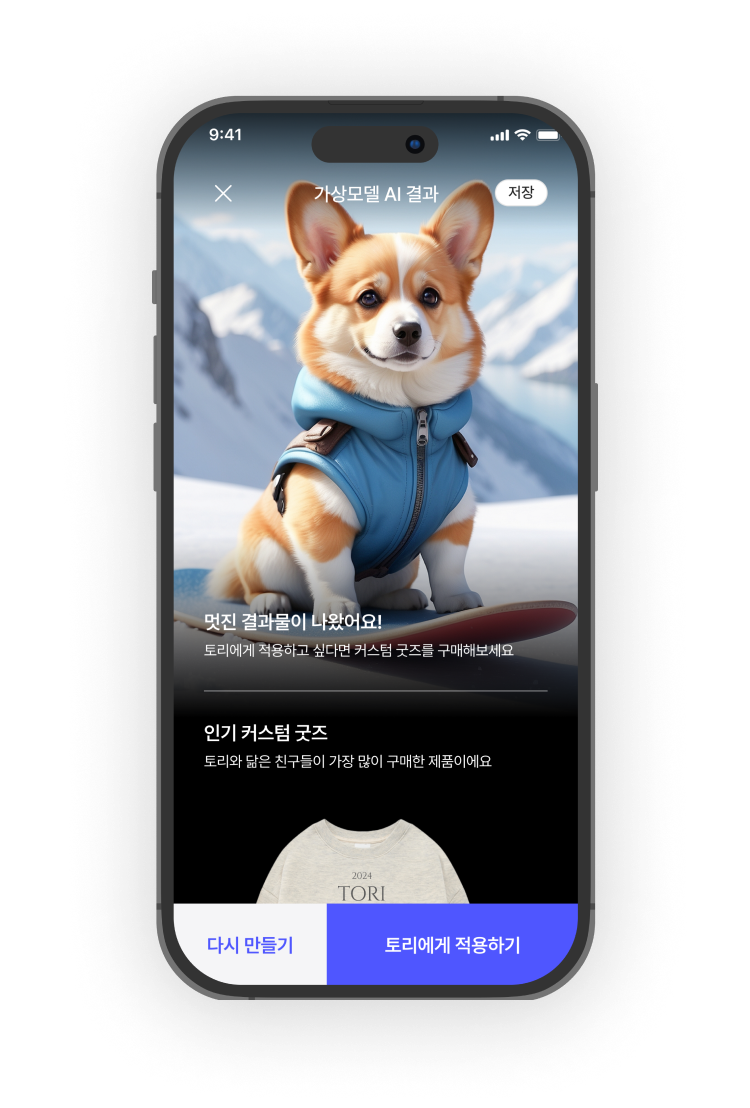 9:41
가상모델 AI 결과
저장
멋진 결과물이 나왔어요!
토리에게 적용하고 싶다면 커스텀 굿즈를 구매해보세요
인기 커스텀 굿즈
토리와 닮은 친구들이 가장 많이 구매한 제품이에요
2024
TORI
다시 만들기
토리에게 적용하기